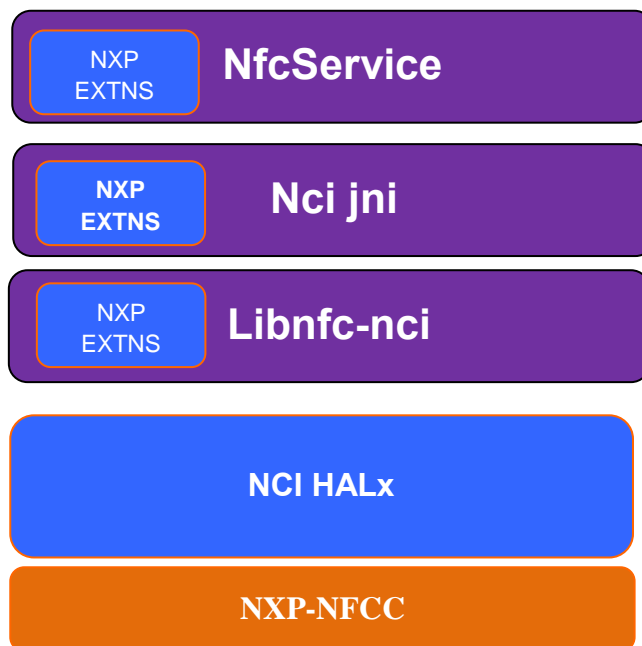 NXP
EXTNS
NfcService
NXP
EXTNS
Nci jni
NXP
EXTNS
Libnfc-nci
NCI HALx
NXP-NFCC